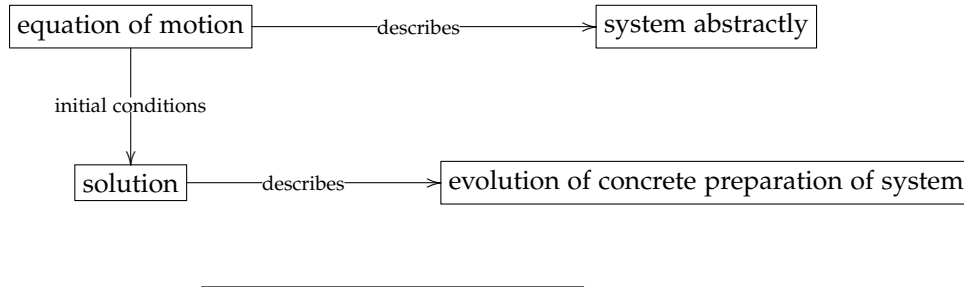 equation of motion describes system abstractly
initial conditions
solution describes evolution of concrete preparation of system